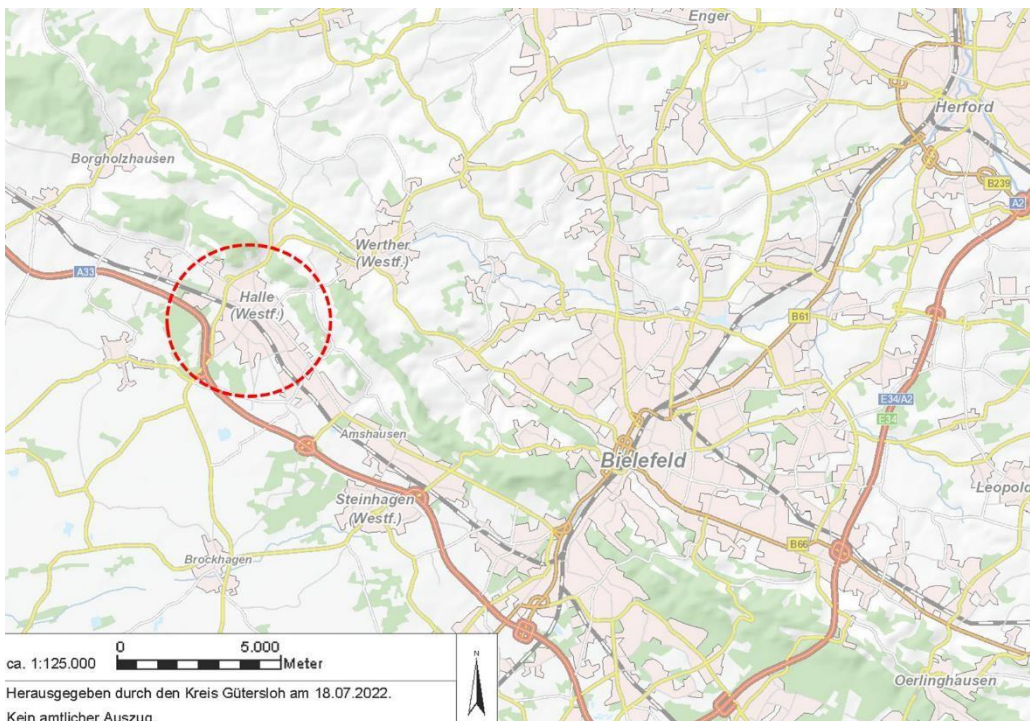 Enger
Herford
Borgholzhausen
B239
A2
Werther
(Westf.)
A33
Halle
(Westf.)
B61
E34/A2
E34
Amshausen
Bielefeld
Steinhagen
(Westf.)
Leopold
B66
Brockhagen
0 5.000
ca. 1:125.000 Meter
N
Oerlinghausen
Herausgegeben durch den Kreis Gütersloh am 18.07.2022.
Kein amtlicher Auszug